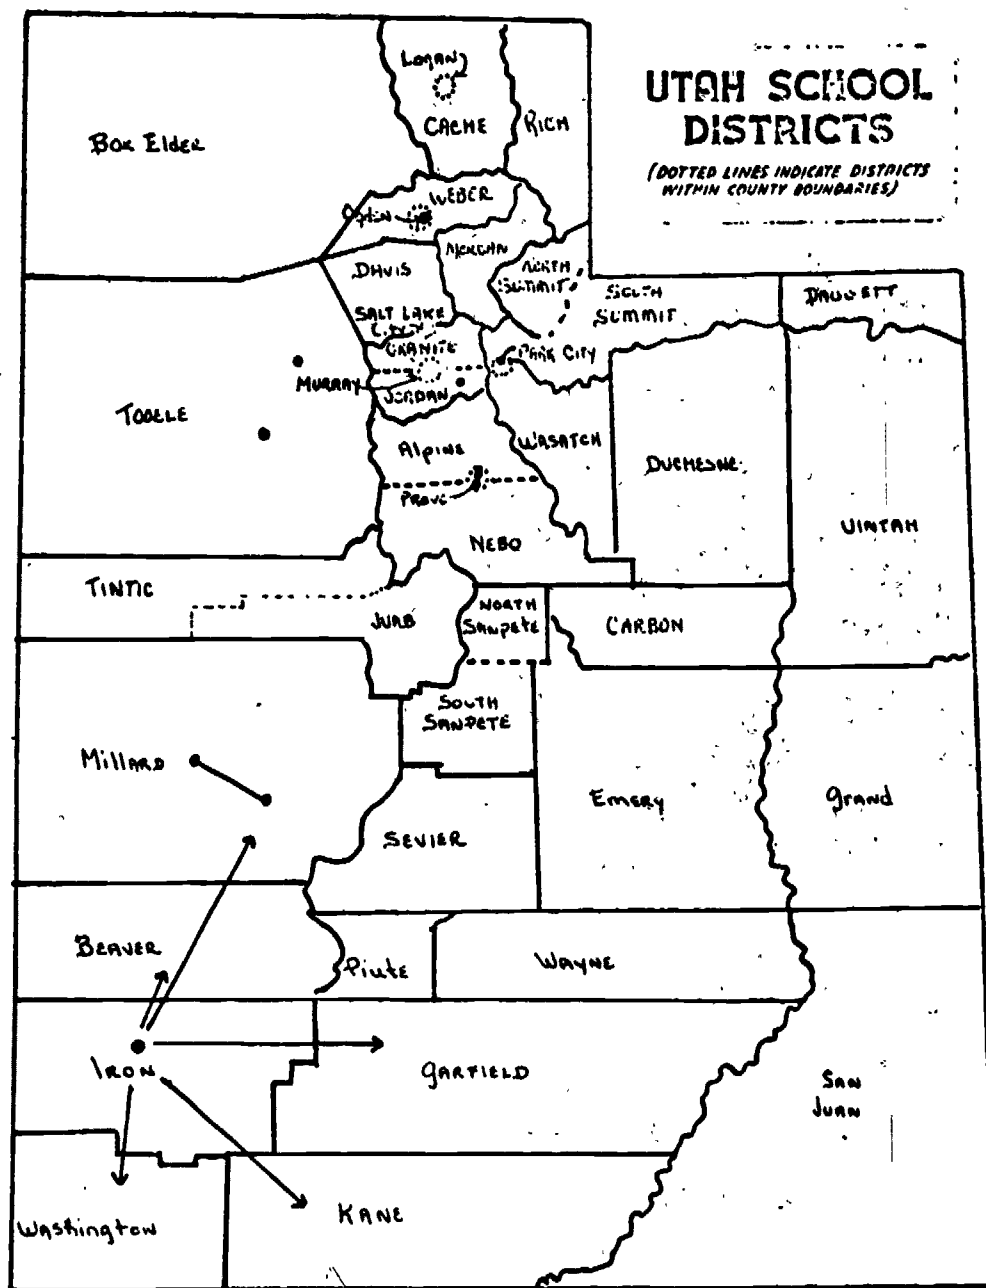 UTAH SCHOOL
DISTRICTS
(DOTTED LINES INDICATE DISTRICTS
WITHIN COUNTY BOUNDARIES)
LOGAN
CACHE
RICH
BOX ELDER
WEBER
OGDEN
MORGAN
DAVIS
NORTH
SUMMIT
SOUTH
SUMMIT
DAGGETT
SALT LAKE
CITY
GRANITE
PARK CITY
MURRAY
JORDAN
TOOELE
ALPINE
WASATCH
DUCHESNE
PROVO
UINTAH
NEBO
TINTIC
JUAB
NORTH
SANPETE
CARBON
SOUTH
SANPETE
MILLARD
EMERY
GRAND
SEVIER
BEAVER
PIUTE
WAYNE
IRON
GARFIELD
SAN
JUAN
WASHINGTON
KANE